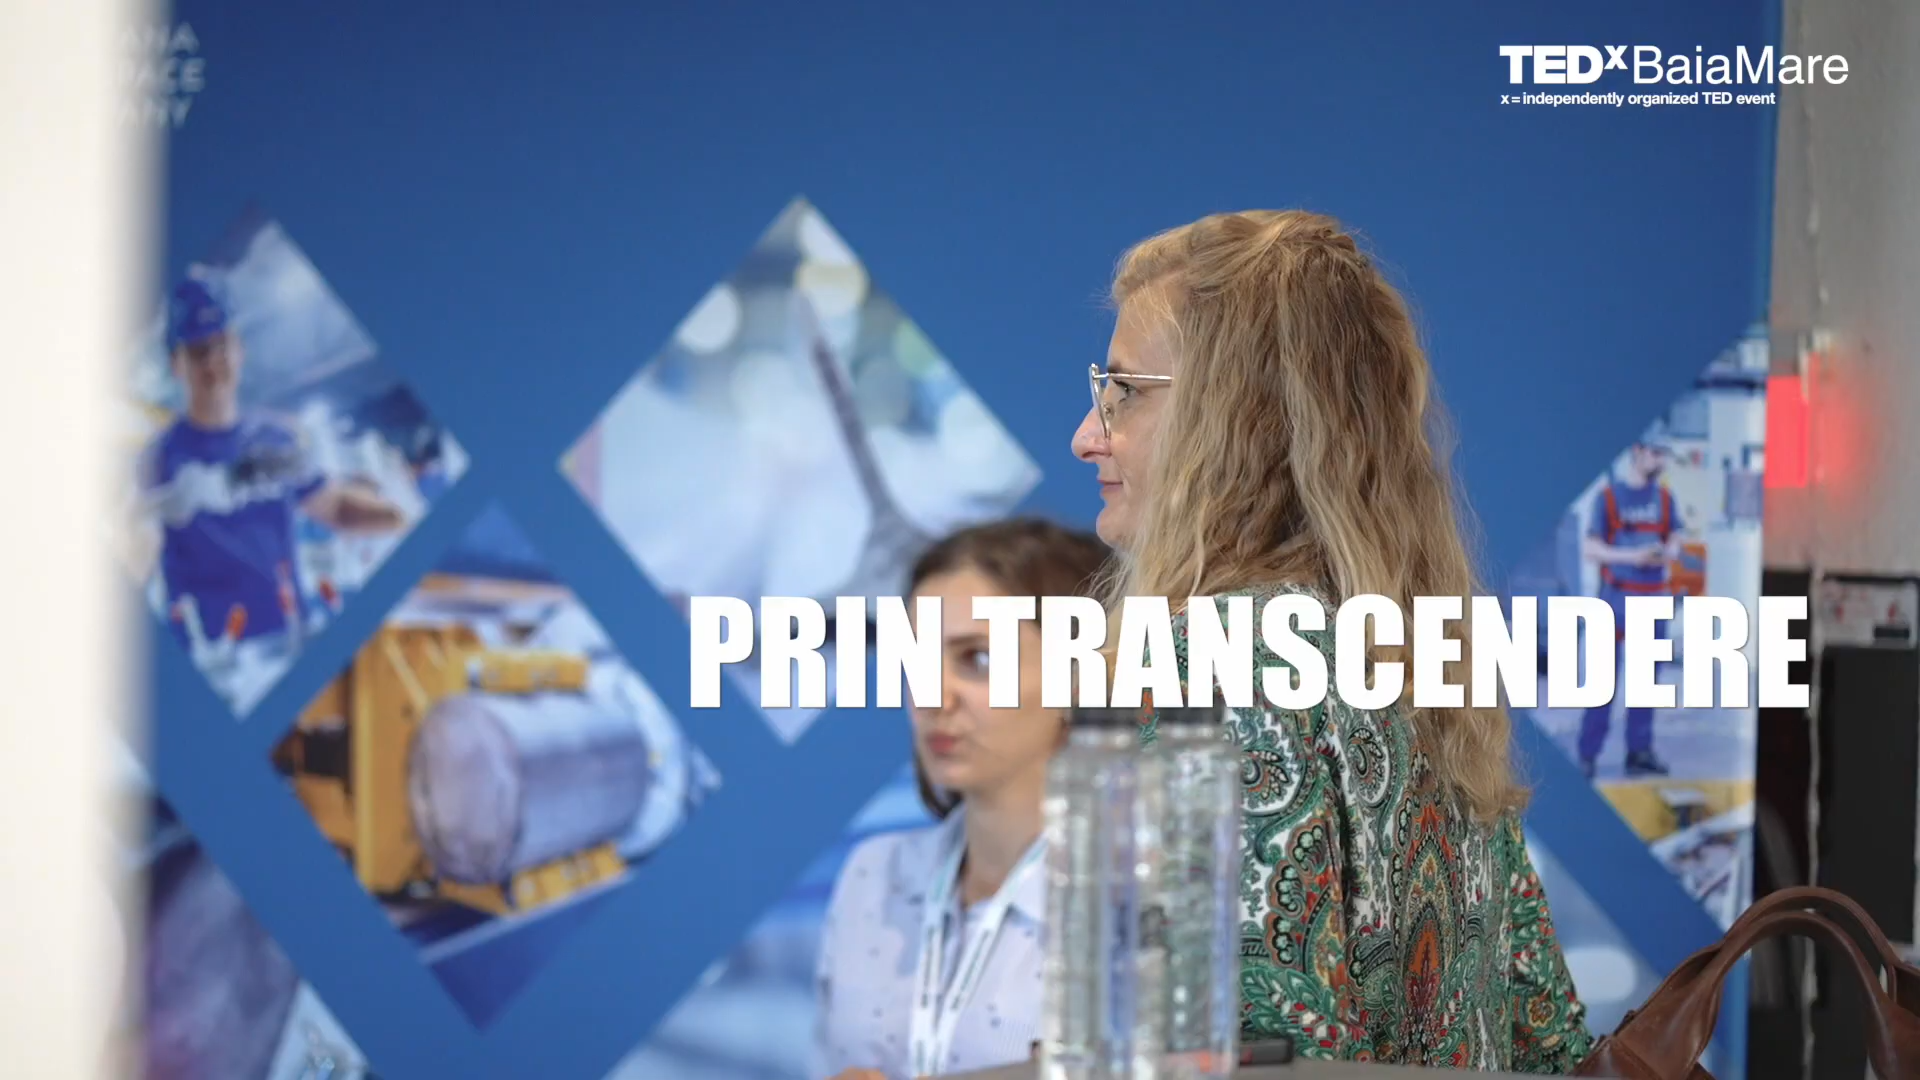 TEDxBaiaMare
x = independently organized TED event
PRIN TRANSCENDERE